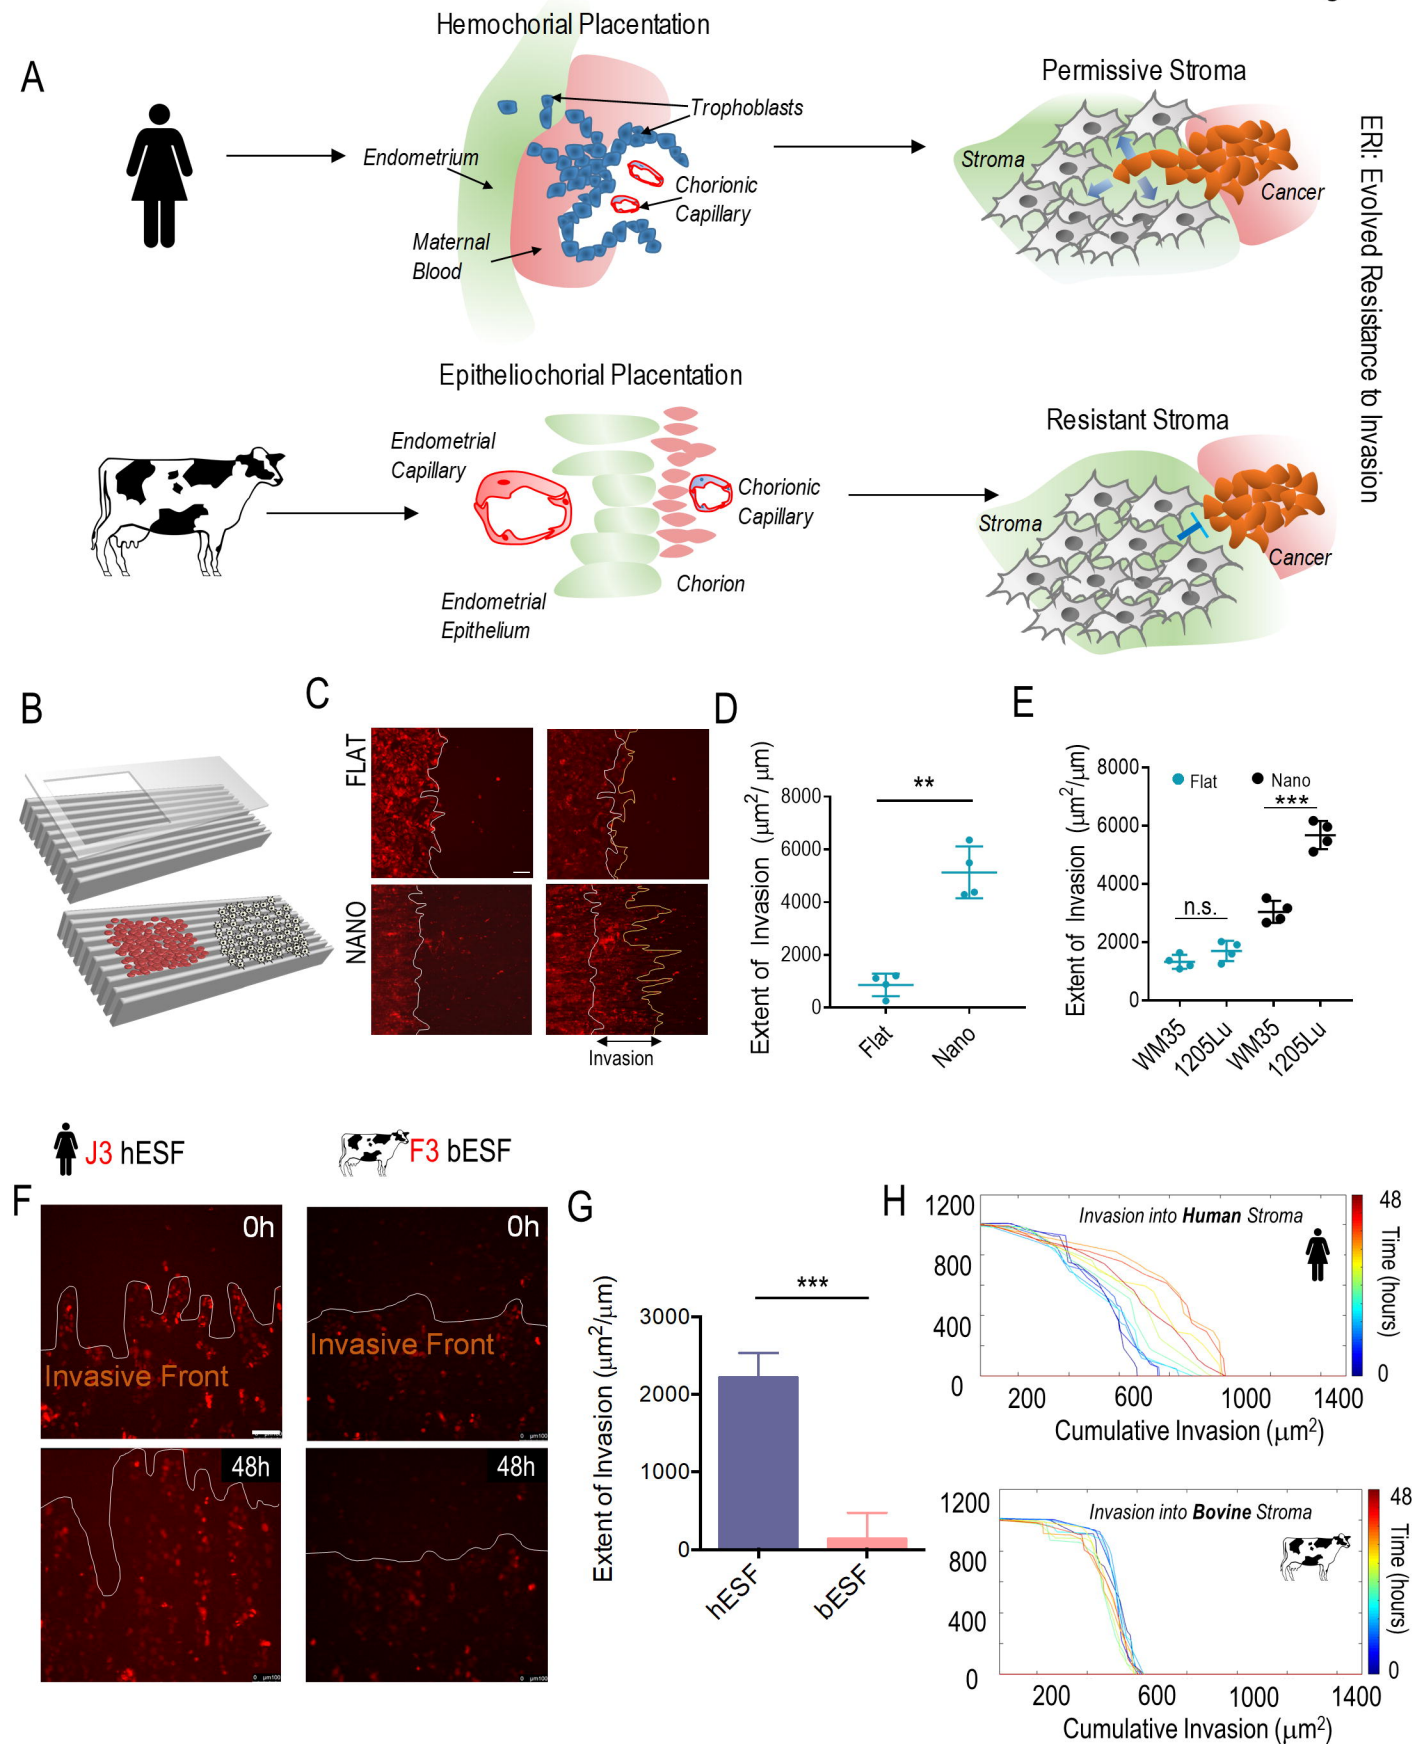 A
Hemochorial Placentation
Trophoblasts
Endometrium
Chorionic
Capillary
Maternal
Blood
Permissive Stroma
Stroma
Cancer
ERI: Evolved Resistance to Invasion
Epitheliochorial Placentation
Endometrial
Capillary
Chorionic
Capillary
Chorion
Endometrial
Epithelium
Resistant Stroma
Stroma
Cancer
B
C
FLAT
NANO
Invasion
D
Extent of Invasion (μm²/ μm)
8000
6000
4000
2000
0
**
Flat
Nano
E
Extent of Invasion (μm²/μm)
8000
6000
4000
2000
0
Flat
Nano
***
n.s.
WM35
1205Lu
WM35
1205Lu
J3 hESF
F3 bESF
F
0h
Invasive Front
0h
Invasive Front
0 μm100
48h
0 μm100
48h
0 μm100
G
Extent of Invasion (μm²/μm)
3000
2000
1000
0
***
hESF
bESF
H
1200
800
400
0
Invasion into Human Stroma
200
600
1000
1400
Cumulative Invasion (μm²)
48
Time (hours)
0
1200
800
400
0
Invasion into Bovine Stroma
200
600
1000
1400
Cumulative Invasion (μm²)
48
Time (hours)
0